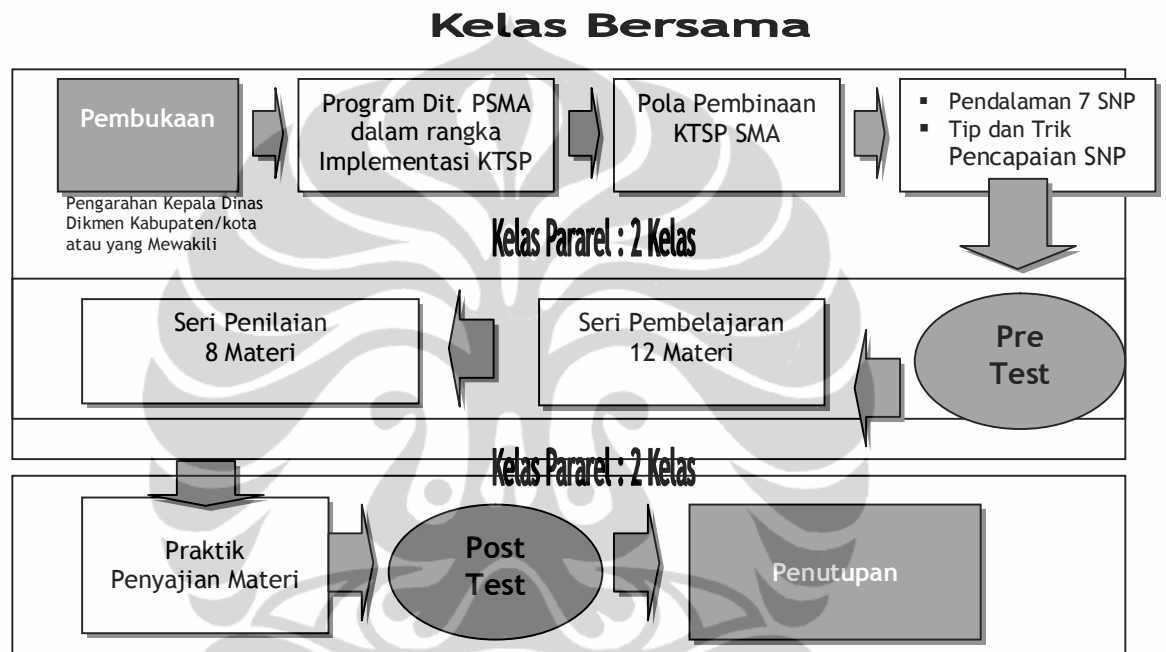 Kelas Bersama
Pembukaan
Pengarahan Kepala Dinas
Dikmen Kabupaten/kota
atau yang Mewakili
Program Dit. PSMA
dalam rangka
Implementasi KTSP
Pola Pembinaan
KTSP SMA
▪ Pendalaman 7 SNP
▪ Tip dan Trik
Pencapaian SNP
Kelas Pararel : 2 Kelas
Pre
Test
Seri Pembelajaran
12 Materi
Seri Penilaian
8 Materi
Kelas Pararel : 2 Kelas
Praktik
Penyajian Materi
Post
Test
Penutupan